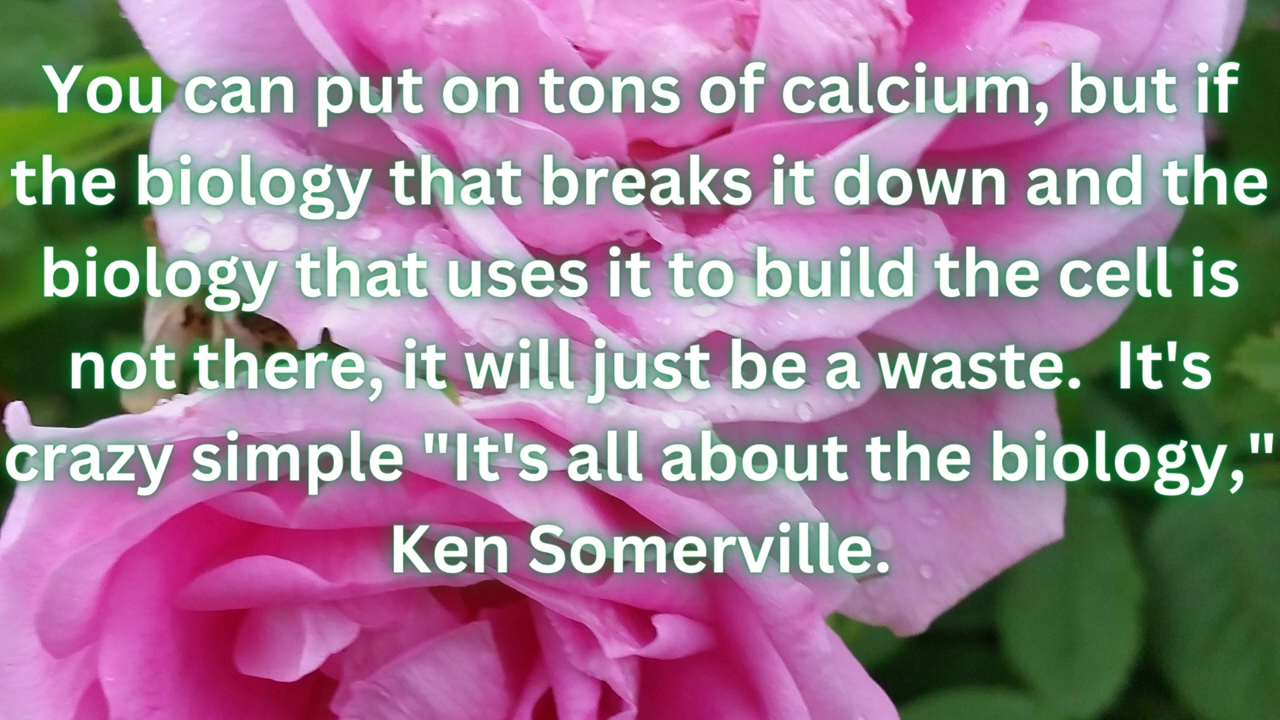 You can put on tons of calcium, but if
the biology that breaks it down and the
biology that uses it to build the cell is
not there, it will just be a waste.  It's
crazy simple "It's all about the biology,"
Ken Somerville.